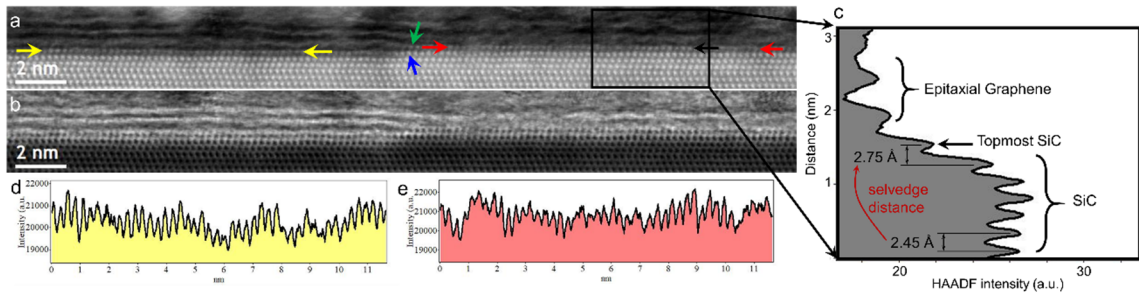 a
2 nm
b
2 nm
c
3
2
1
Distance (nm)
Epitaxial Graphene
Topmost SiC
2.75 Å
selvedge
distance
SiC
2.45 Å
20
30
HAADF intensity (a.u.)
d
22000
21000
20000
19000
Intensity (a.u.)
0 1 2 3 4 5 6 7 8 9 10 11
nm
e
22000
21000
20000
19000
Intensity (a.u.)
0 1 2 3 4 5 6 7 8 9 10 11
nm